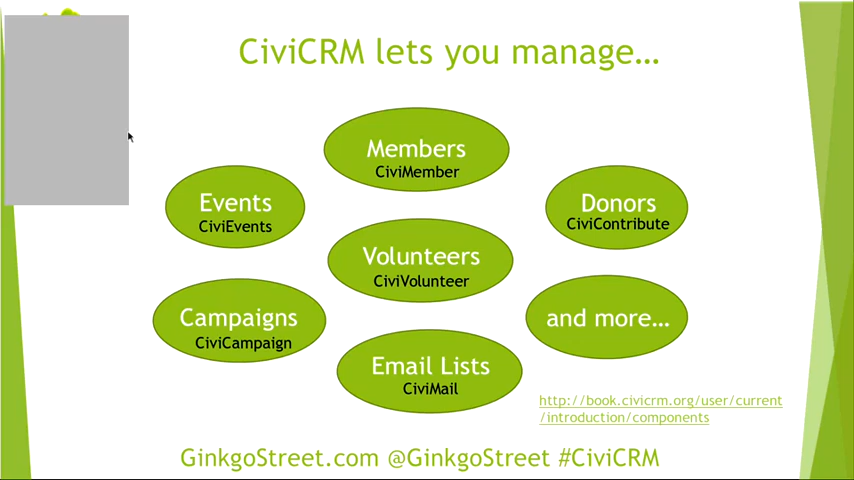 CiviCRM lets you manage...
Members
CiviMember
Events
CiviEvents
Donors
CiviContribute
Volunteers
CiviVolunteer
Campaigns
CiviCampaign
and more...
Email Lists
CiviMail
http://book.civicrm.org/user/current
/introduction/components
GinkgoStreet.com @GinkgoStreet #CiviCRM